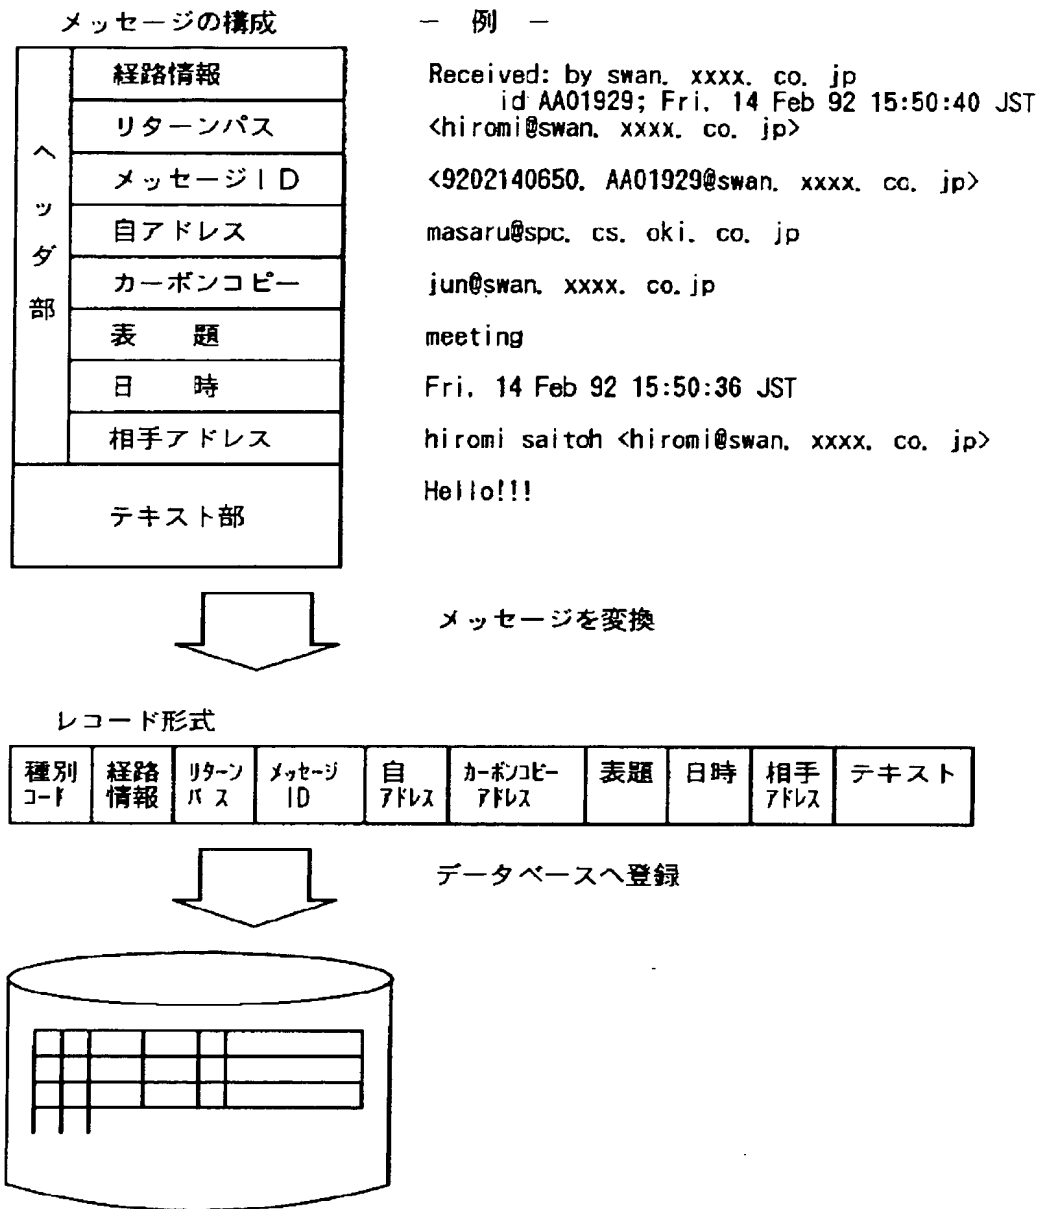 メッセージの構成
－ 例 －
ヘッダ部
経路情報
Received: by swan. xxxx. co. jp
id AA01929; Fri, 14 Feb 92 15:50:40 JST
リターンパス
<hiromi@swan. xxxx. co. jp>
メッセージID
<9202140650. AA01929@swan. xxxx. co. jp>
自アドレス
masaru@spc. cs. oki. co. jp
カーボンコピー
jun@swan. xxxx. co. jp
表 題
meeting
日 時
Fri, 14 Feb 92 15:50:36 JST
相手アドレス
hiromi saitoh <hiromi@swan. xxxx. co. jp>
テキスト部
Hello!!!
メッセージを変換
レコード形式
種別
コード
経路
情報
リターン
パス
メッセージ
ID
自
アドレス
カーボンコピー
アドレス
表題
日時
相手
アドレス
テキスト
データベースへ登録